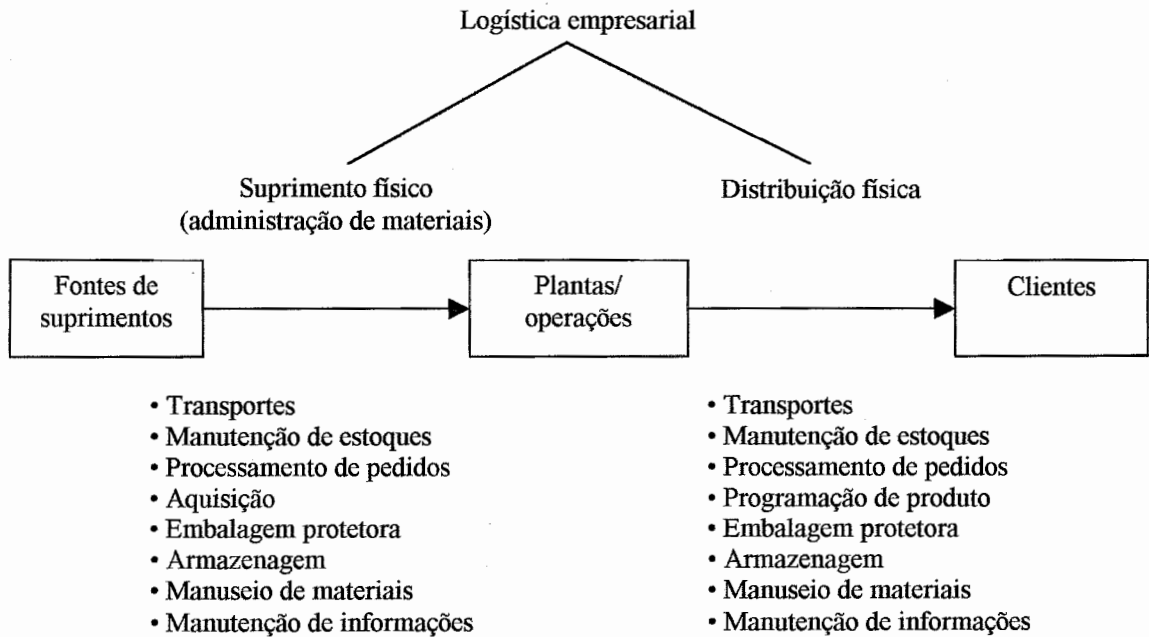 Logística empresarial
Suprimento físico
(administração de materiais)
Distribuição física
Fontes de
suprimentos
Plantas/
operações
Clientes
• Transportes
• Manutenção de estoques
• Processamento de pedidos
• Aquisição
• Embalagem protetora
• Armazenagem
• Manuseio de materiais
• Manutenção de informações
• Transportes
• Manutenção de estoques
• Processamento de pedidos
• Programação de produto
• Embalagem protetora
• Armazenagem
• Manuseio de materiais
• Manutenção de informações